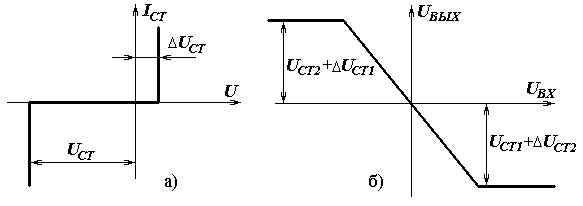 I_CT
ΔU_CT
U
U_CT
а)
U_ВЫХ
U_CT2+ΔU_CT1
U_ВХ
U_CT1+ΔU_CT2
б)